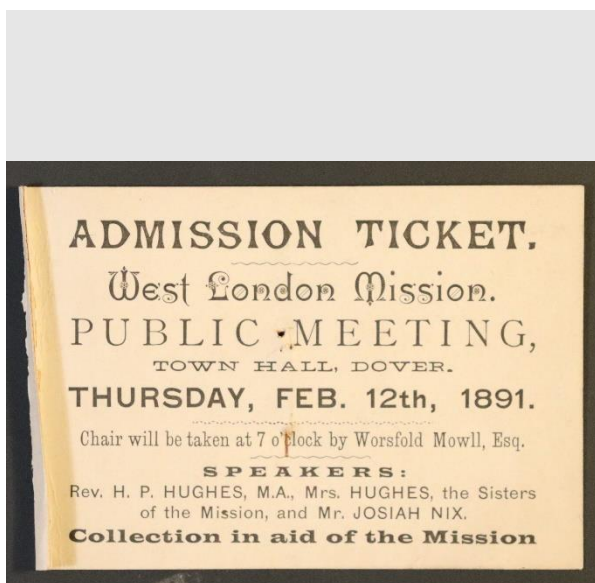 ADMISSION TICKET.
West London Mission.
PUBLIC MEETING,
TOWN HALL, DOVER.
THURSDAY, FEB. 12th, 1891.
Chair will be taken at 7 o'clock by Worsfold Mowll, Esq.
SPEAKERS:
Rev. H. P. HUGHES, M.A., Mrs. HUGHES, the Sisters
of the Mission, and Mr. JOSIAH NIX.
Collection in aid of the Mission